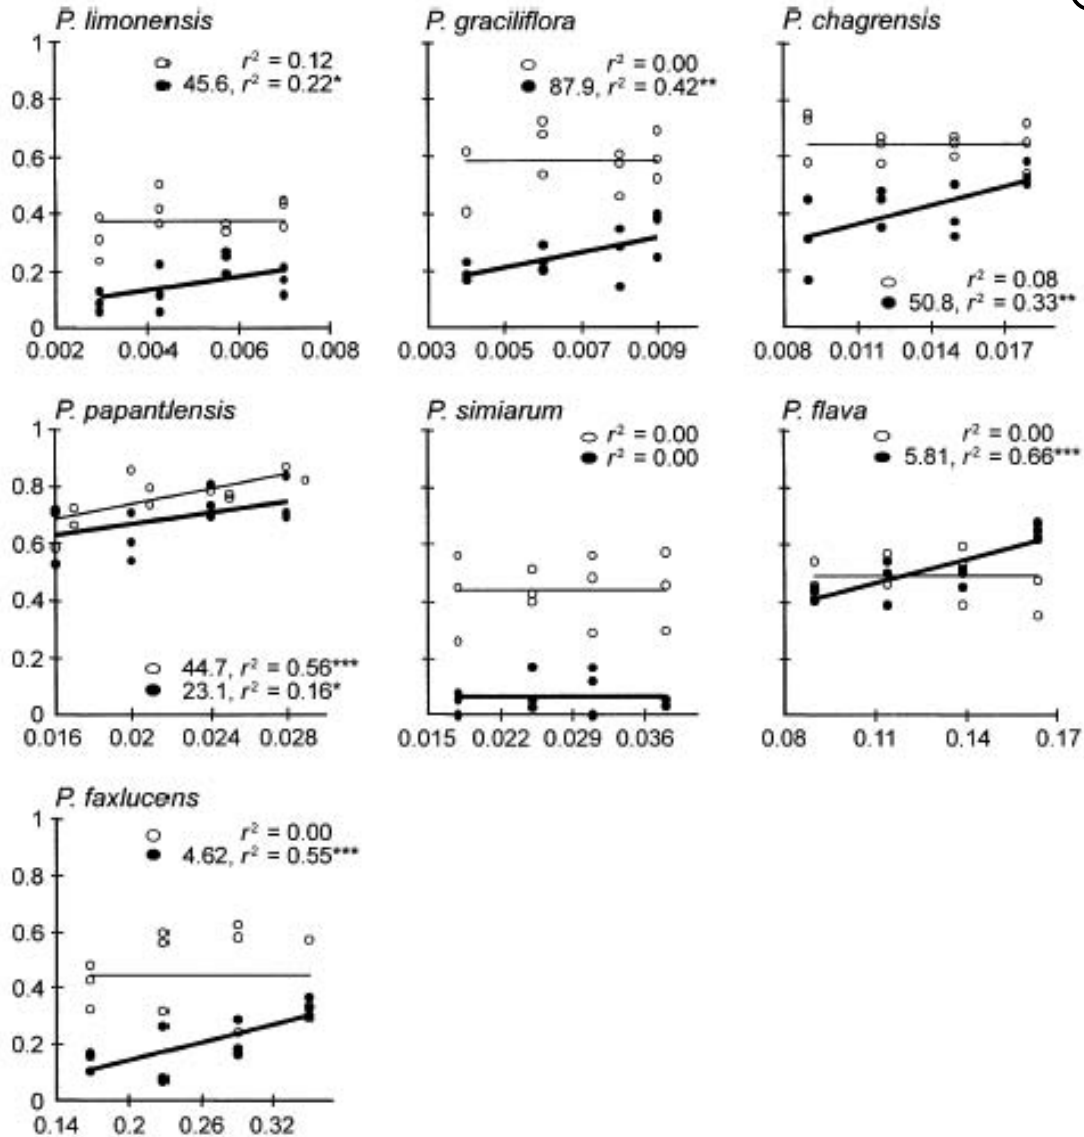 P. limonensis
r² = 0.12
45.6, r² = 0.22*
1
0.8
0.6
0.4
0.2
0
0.002 0.004 0.006 0.008
P. graciliflora
r² = 0.00
87.9, r² = 0.42**
0.003 0.005 0.007 0.009
P. chagrensis
r² = 0.08
50.8, r² = 0.33**
0.008 0.011 0.014 0.017
P. papantlensis
1
0.8
0.6
0.4
0.2
0
44.7, r² = 0.56***
23.1, r² = 0.16*
0.016 0.02 0.024 0.028
P. simiarum
r² = 0.00
r² = 0.00
0.015 0.022 0.029 0.036
P. flava
r² = 0.00
5.81, r² = 0.66***
0.08 0.11 0.14 0.17
P. faxlucens
r² = 0.00
4.62, r² = 0.55***
1
0.8
0.6
0.4
0.2
0
0.14 0.2 0.26 0.32